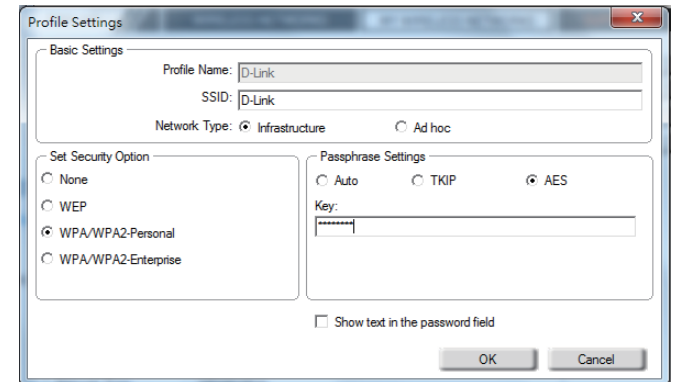 Profile Settings
Basic Settings
Profile Name: D-Link
SSID: D-Link
Network Type: Infrastructure Ad hoc
Set Security Option
None
WEP
WPA/WPA2-Personal
WPA/WPA2-Enterprise
Passphrase Settings
Auto TKIP AES
Key:
********
Show text in the password field
OK Cancel